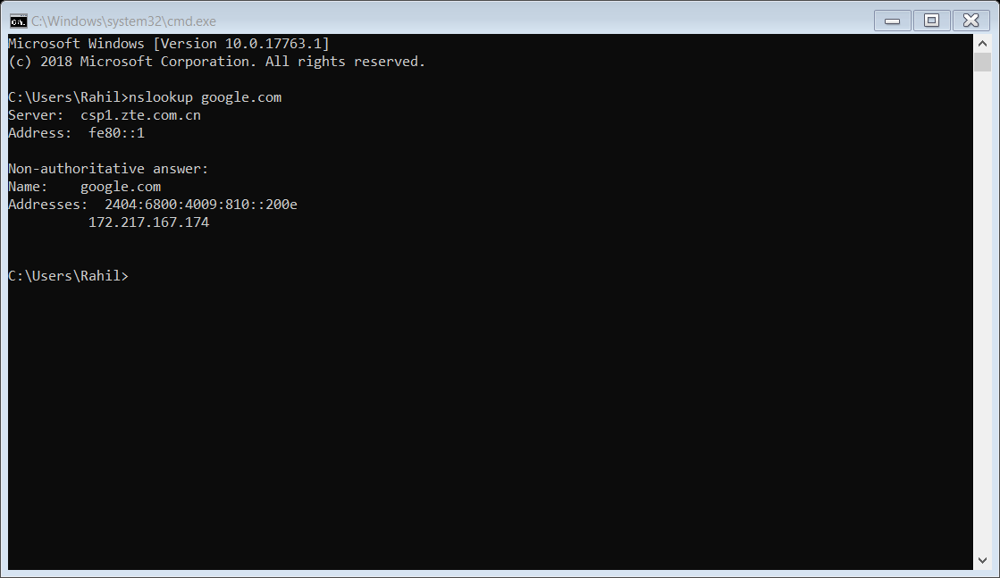 C:\Windows\system32\cmd.exe
Microsoft Windows [Version 10.0.17763.1]
(c) 2018 Microsoft Corporation. All rights reserved.
C:\Users\Rahil>nslookup google.com
Server:  csp1.zte.com.cn
Address:  fe80::1
Non-authoritative answer:
Name:    google.com
Addresses:  2404:6800:4009:810::200e
          172.217.167.174
C:\Users\Rahil>